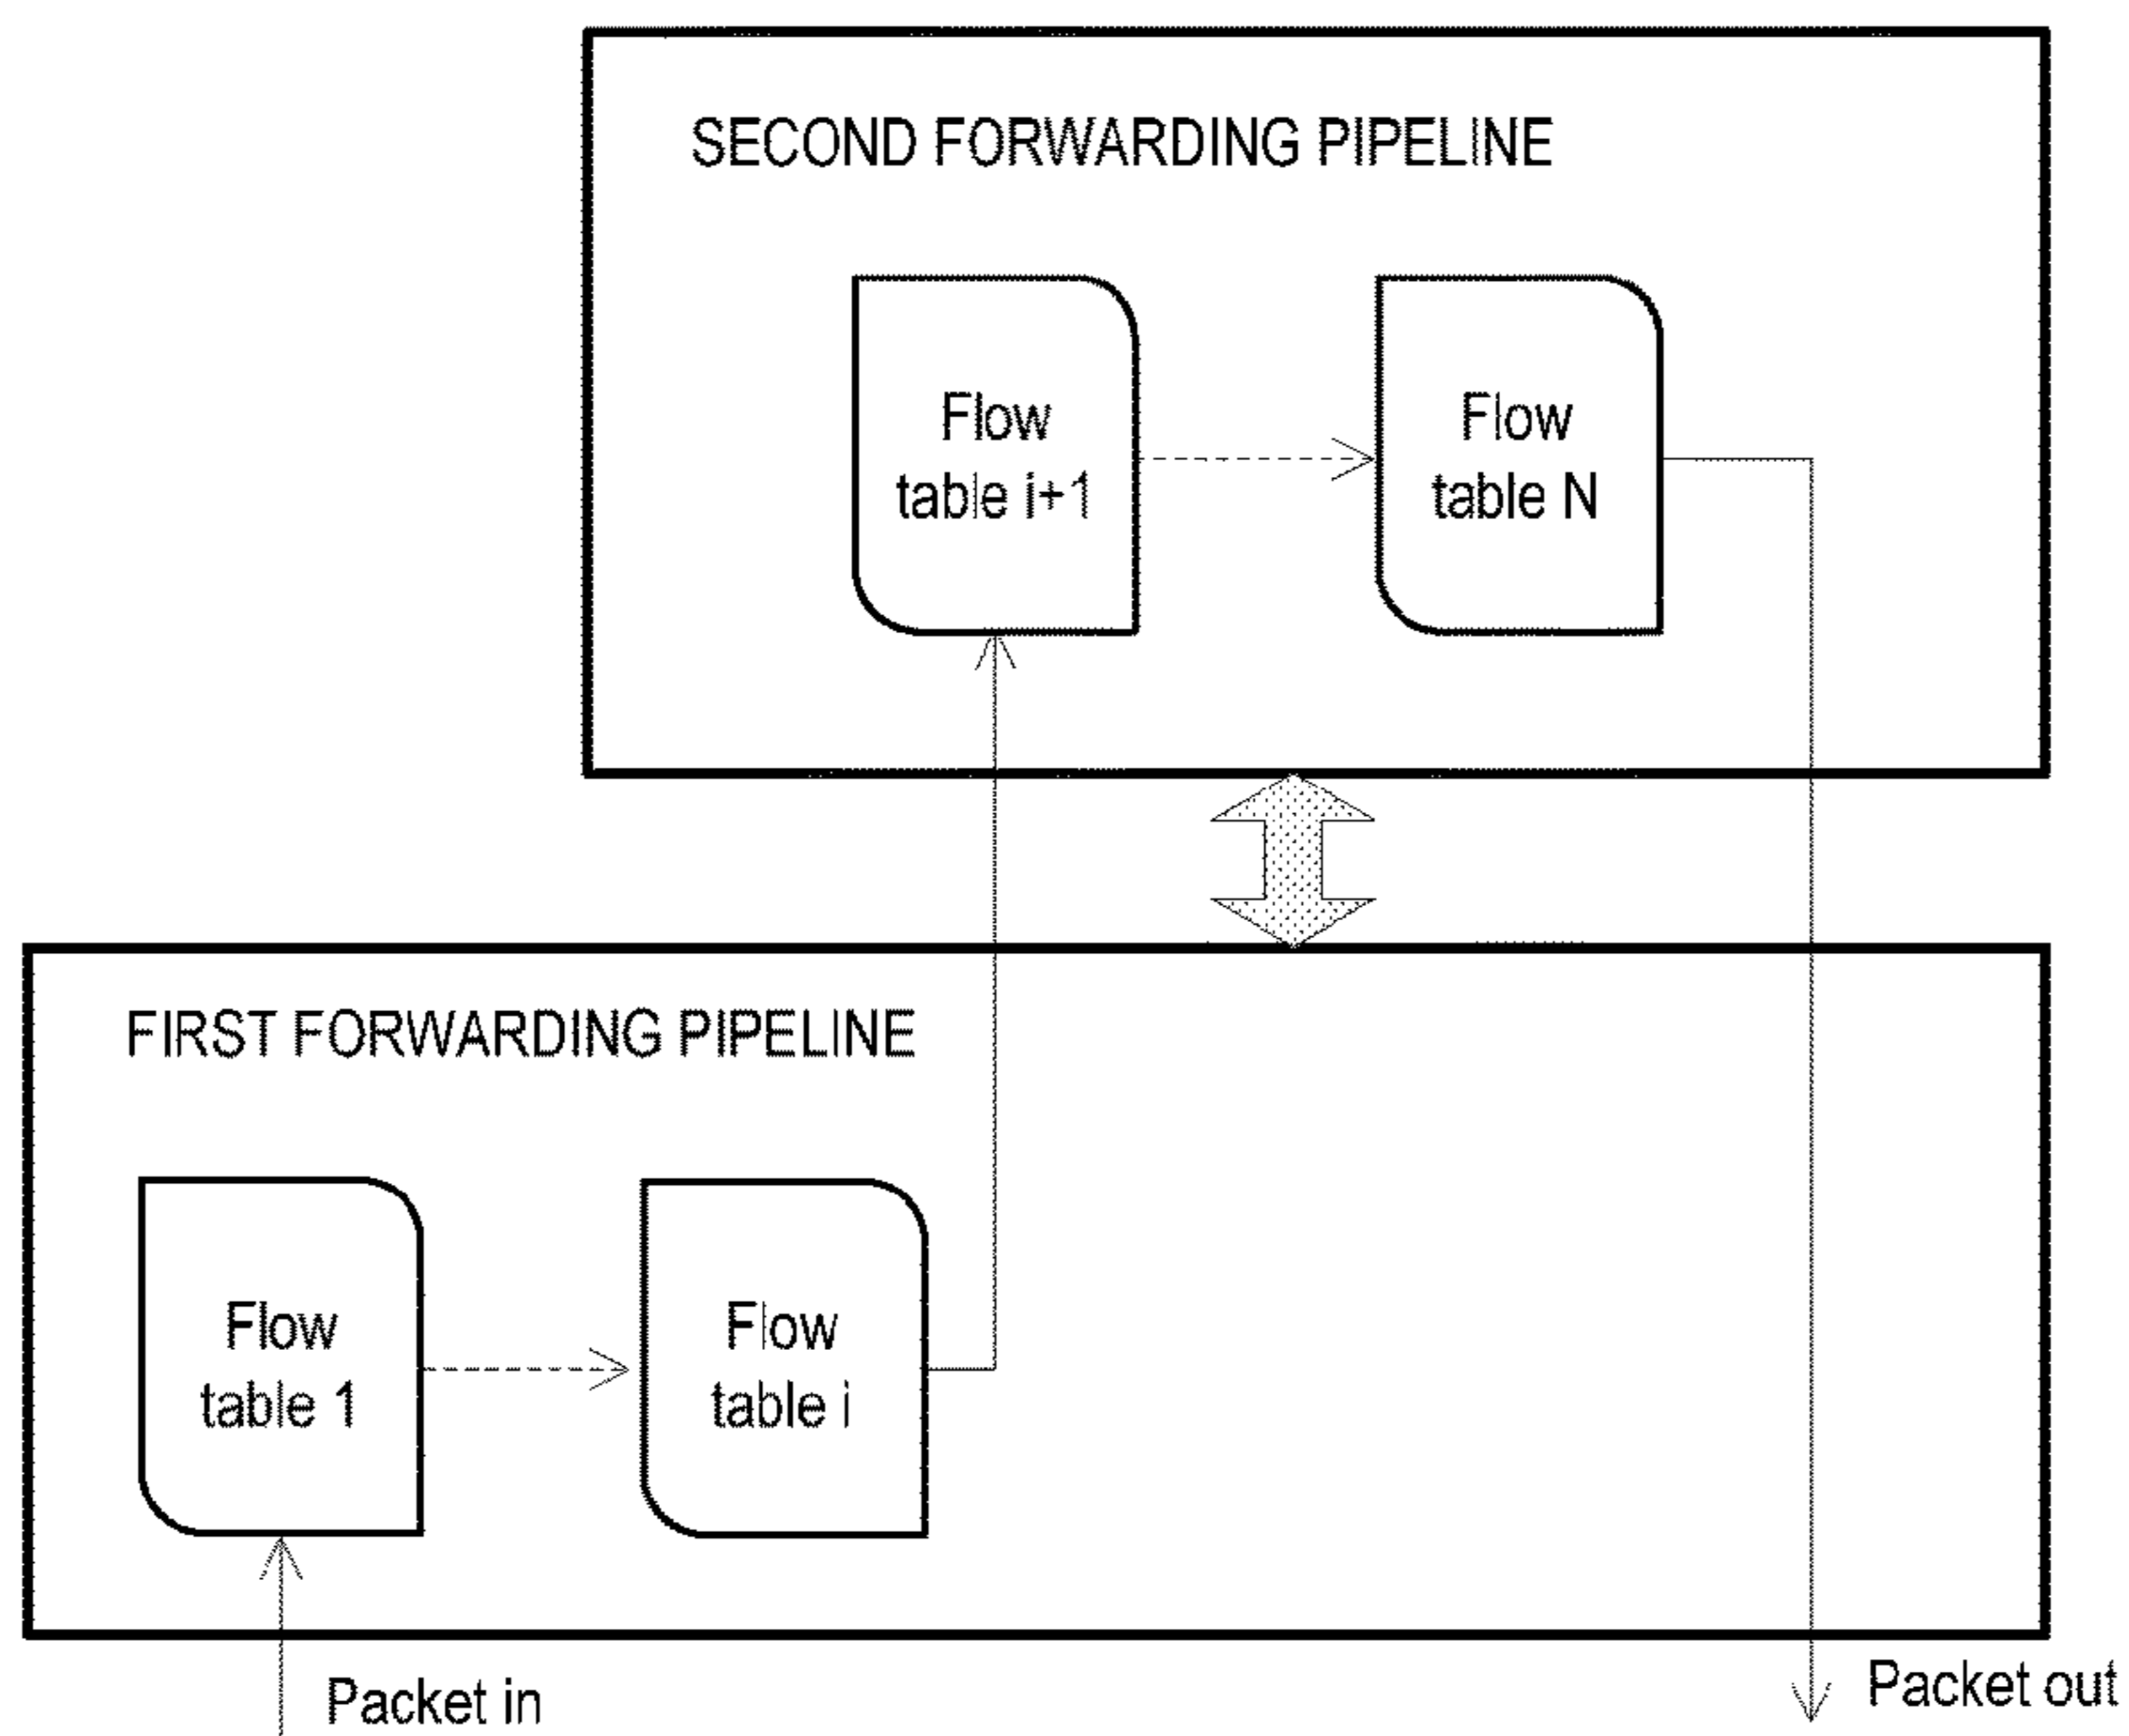 SECOND FORWARDING PIPELINE
Flow
table i+1
Flow
table N
FIRST FORWARDING PIPELINE
Flow
table 1
Flow
table i
Packet in
Packet out